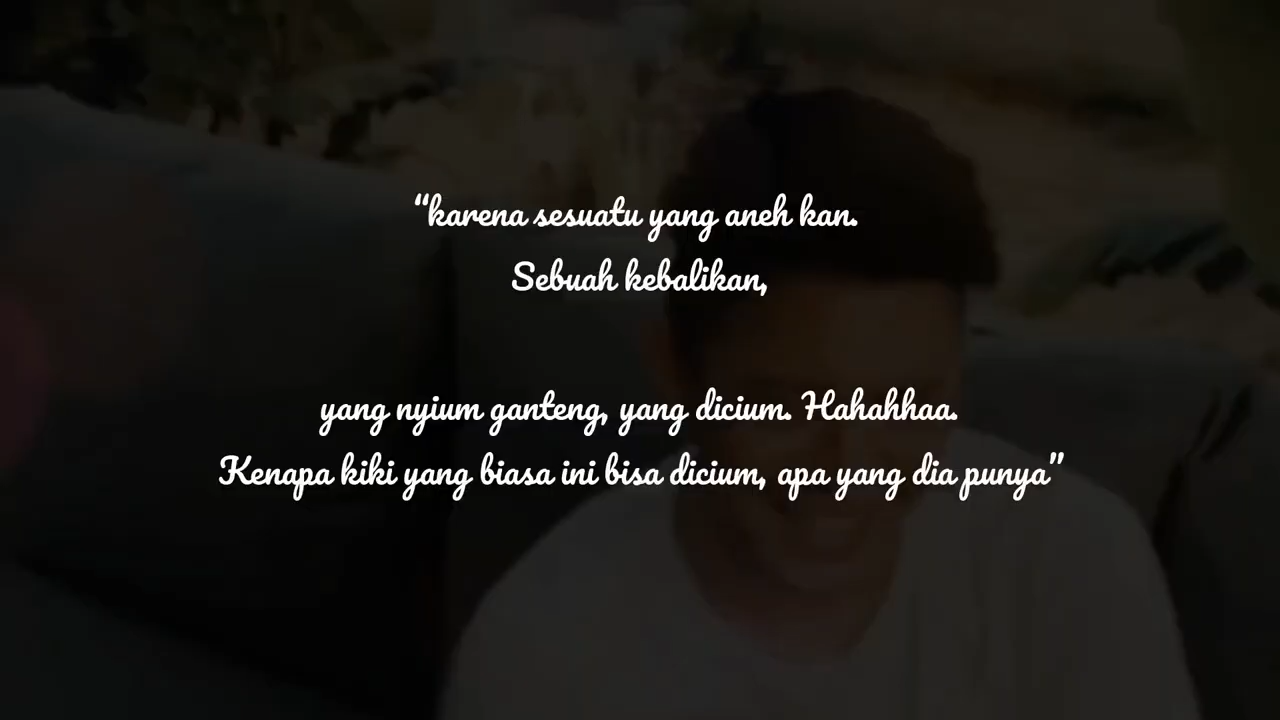 “karena sesuatu yang aneh kan.
Sebuah kebalikan,
yang nyium ganteng, yang dicium. Hahahhaa.
Kenapa kiki yang biasa ini bisa dicium, apa yang dia punya”